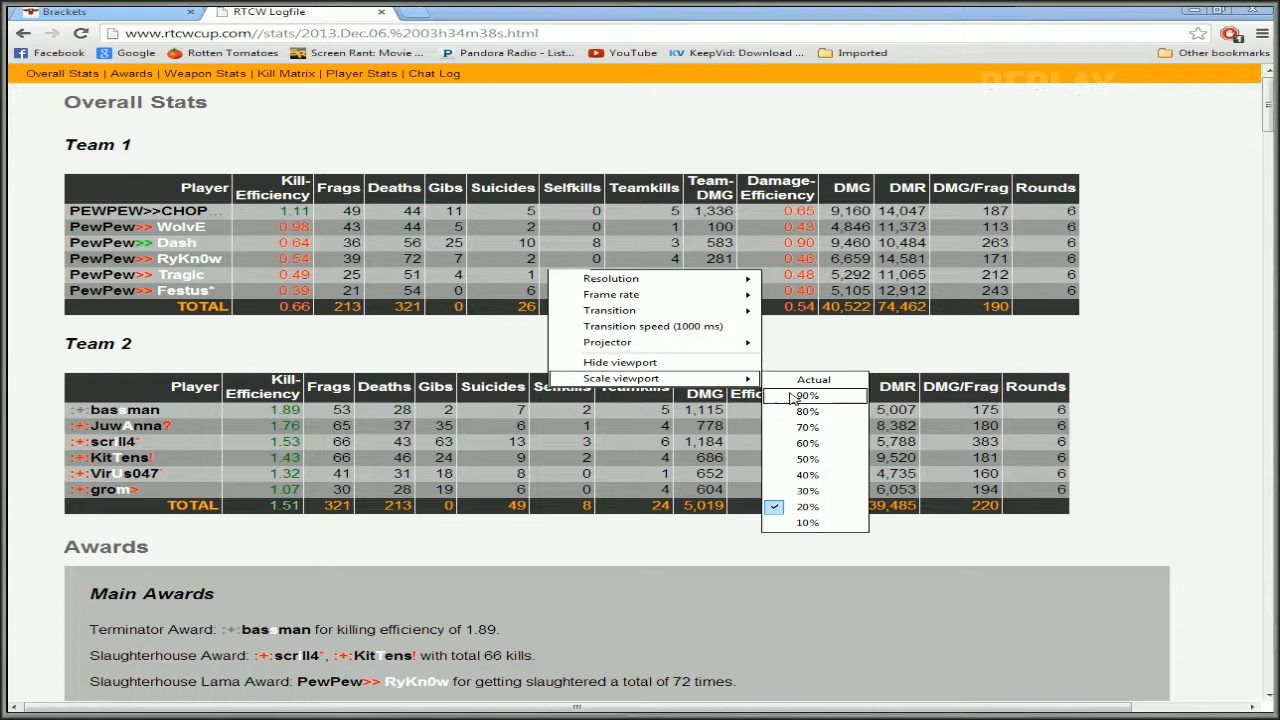 Brackets × RTCW Logfile ×
www.rtcwcup.com//stats/2013.Dec.06.%2003h34m38s.html
Facebook Google Rotten Tomatoes Screen Rant: Movie ... Pandora Radio - List... YouTube KeepVid: Download ... Imported Other bookmarks
Overall Stats | Awards | Weapon Stats | Kill Matrix | Player Stats | Chat Log
REPLAY
Overall Stats
Team 1
Player Kill-Efficiency Frags Deaths Gibs Suicides Selfkills Teamkills Team-DMG Damage-Efficiency DMG DMR DMG/Frag Rounds
PEWPEW>>CHOP... 1.11 49 44 11 5 0 5 1,336 0.65 9,160 14,047 187 6
PewPew>> WolvE 0.98 43 44 5 2 0 1 100 0.43 4,846 11,373 113 6
PewPew>> Dash 0.64 36 56 25 10 8 3 583 0.90 9,460 10,484 263 6
PewPew>> RyKn0w 0.54 39 72 7 2 0 4 281 0.46 6,659 14,581 171 6
PewPew>> Tragic 0.49 25 51 4 1 0.48 5,292 11,065 212 6
PewPew>> Festus* 0.39 21 54 0 6 0.40 5,105 12,912 243 6
TOTAL 0.66 213 321 0 26 0.54 40,522 74,462 190
Resolution
Frame rate
Transition
Transition speed (1000 ms)
Projector
Hide viewport
Scale viewport
Actual
90%
80%
70%
60%
50%
40%
30%
20%
10%
Team 2
Player Kill-Efficiency Frags Deaths Gibs Suicides DMG DMR DMG/Frag Rounds
:+:bassman 1.89 53 28 2 7 2 4 1,115 5,007 175 6
:+:JuwAnna? 1.76 65 37 35 6 1 4 778 8,382 180 6
:+:scrIll4* 1.53 66 43 63 13 3 6 1,184 5,788 383 6
:+:KitTens! 1.43 66 46 24 9 2 4 686 9,520 181 6
:+:VirUs047* 1.32 41 31 18 8 0 1 652 4,735 160 6
:+:grom> 1.07 30 28 19 6 0 4 604 6,053 194 6
TOTAL 1.51 321 213 0 49 8 24 5,019 39,485 220
Awards
Main Awards
Terminator Award: :+:bassman for killing efficiency of 1.89.
Slaughterhouse Award: :+:scrIll4*, :+:KitTens! with total 66 kills.
Slaughterhouse Lama Award: PewPew>> RyKn0w for getting slaughtered a total of 72 times.